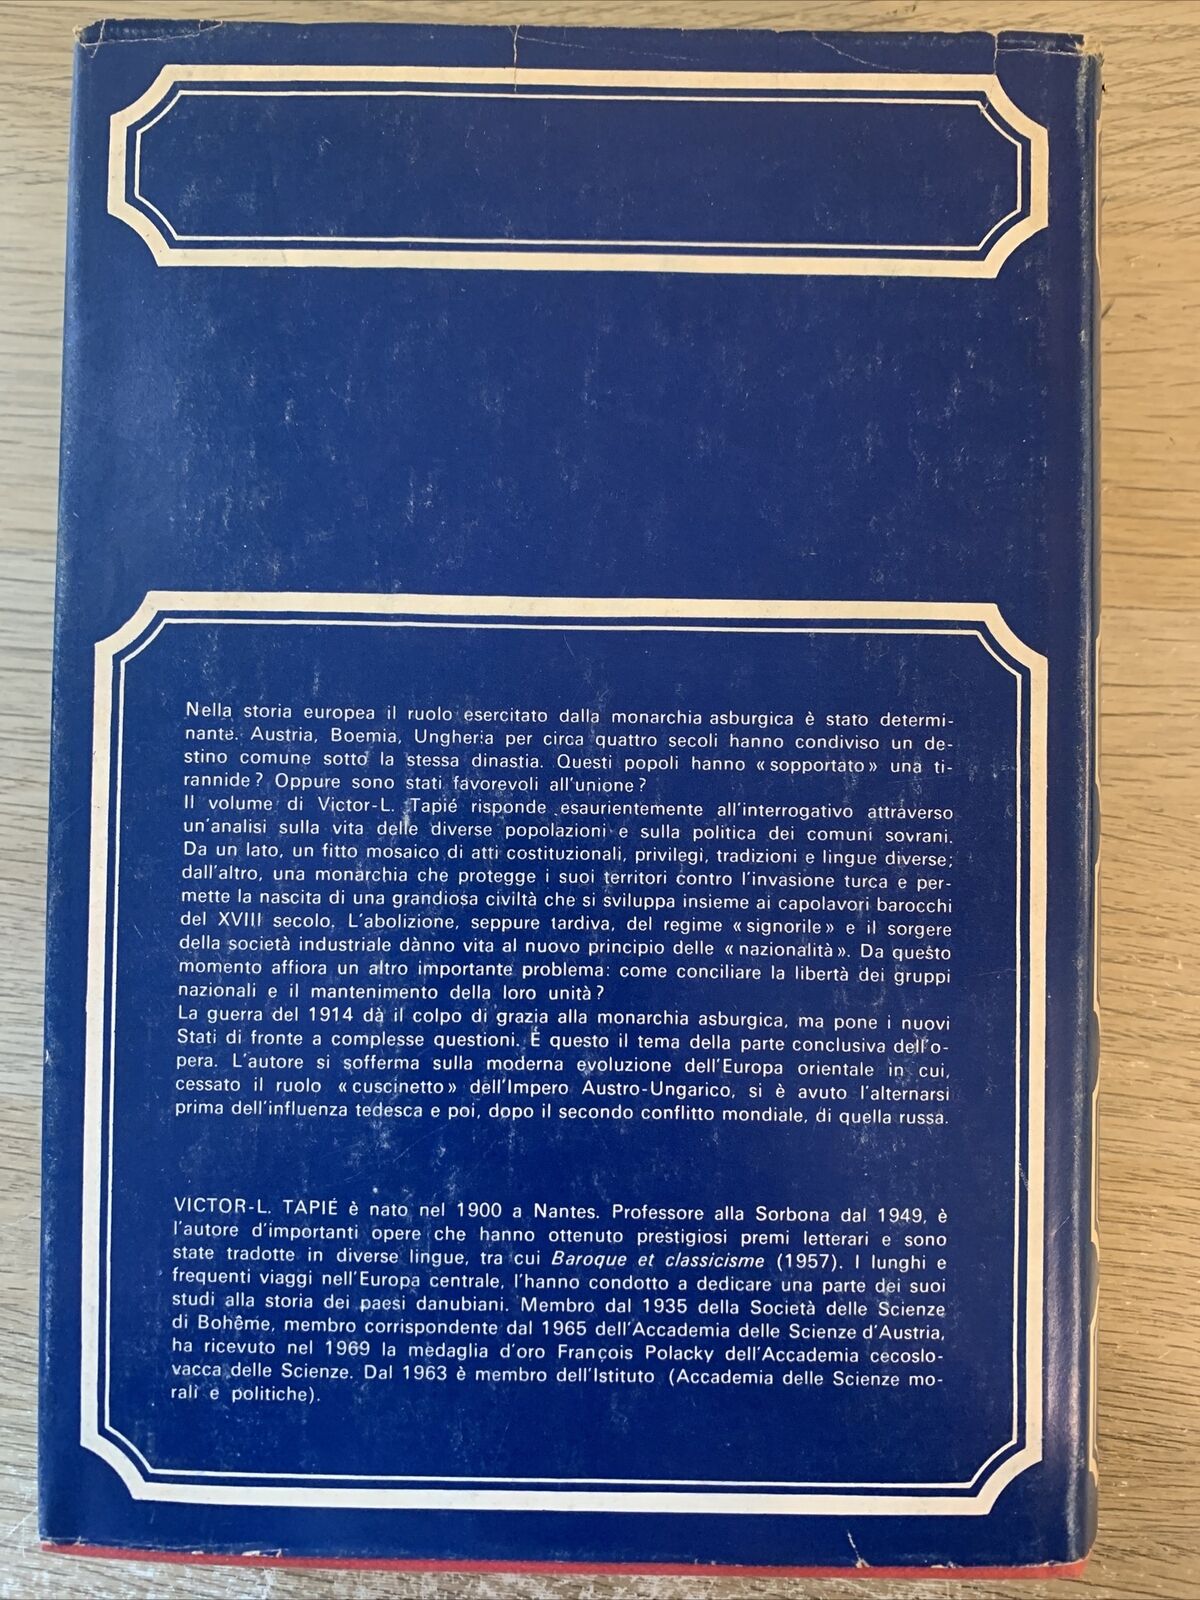 Nella storia europea il ruolo esercitato dalla monarchia asburgica è stato determi-
nante. Austria, Boemia, Ungheria per circa quattro secoli hanno condiviso un de-
stino comune sotto la stessa dinastia. Questi popoli hanno «sopportato» una ti-
rannide? Oppure sono stati favorevoli all'unione?
Il volume di Victor-L. Tapié risponde esaurientemente all'interrogativo attraverso
un'analisi sulla vita delle diverse popolazioni e sulla politica dei comuni sovrani.
Da un lato, un fitto mosaico di atti costituzionali, privilegi, tradizioni e lingue diverse;
dall'altro, una monarchia che protegge i suoi territori contro l'invasione turca e per-
mette la nascita di una grandiosa civiltà che si sviluppa insieme ai capolavori barocchi
del XVIII secolo. L'abolizione, seppure tardiva, del regime «signorile» e il sorgere
della società industriale dànno vita al nuovo principio delle «nazionalità». Da questo
momento affiora un altro importante problema: come conciliare la libertà dei gruppi
nazionali e il mantenimento della loro unità?
La guerra del 1914 dà il colpo di grazia alla monarchia asburgica, ma pone i nuovi
Stati di fronte a complesse questioni. È questo il tema della parte conclusiva dell'o-
pera. L'autore si sofferma sulla moderna evoluzione dell'Europa orientale in cui,
cessato il ruolo «cuscinetto» dell'Impero Austro-Ungarico, si è avuto l'alternarsi
prima dell'influenza tedesca e poi, dopo il secondo conflitto mondiale, di quella russa.
VICTOR-L. TAPIÉ è nato nel 1900 a Nantes. Professore alla Sorbona dal 1949, è
l'autore d'importanti opere che hanno ottenuto prestigiosi premi letterari e sono
state tradotte in diverse lingue, tra cui Baroque et classicisme (1957). I lunghi e
frequenti viaggi nell'Europa centrale, l'hanno condotto a dedicare una parte dei suoi
studi alla storia dei paesi danubiani. Membro dal 1935 della Società delle Scienze
di Bohême, membro corrispondente dal 1965 dell'Accademia delle Scienze d'Austria,
ha ricevuto nel 1969 la medaglia d'oro François Polacky dell'Accademia cecoslo-
vacca delle Scienze. Dal 1963 è membro dell'Istituto (Accademia delle Scienze mo-
rali e politiche).